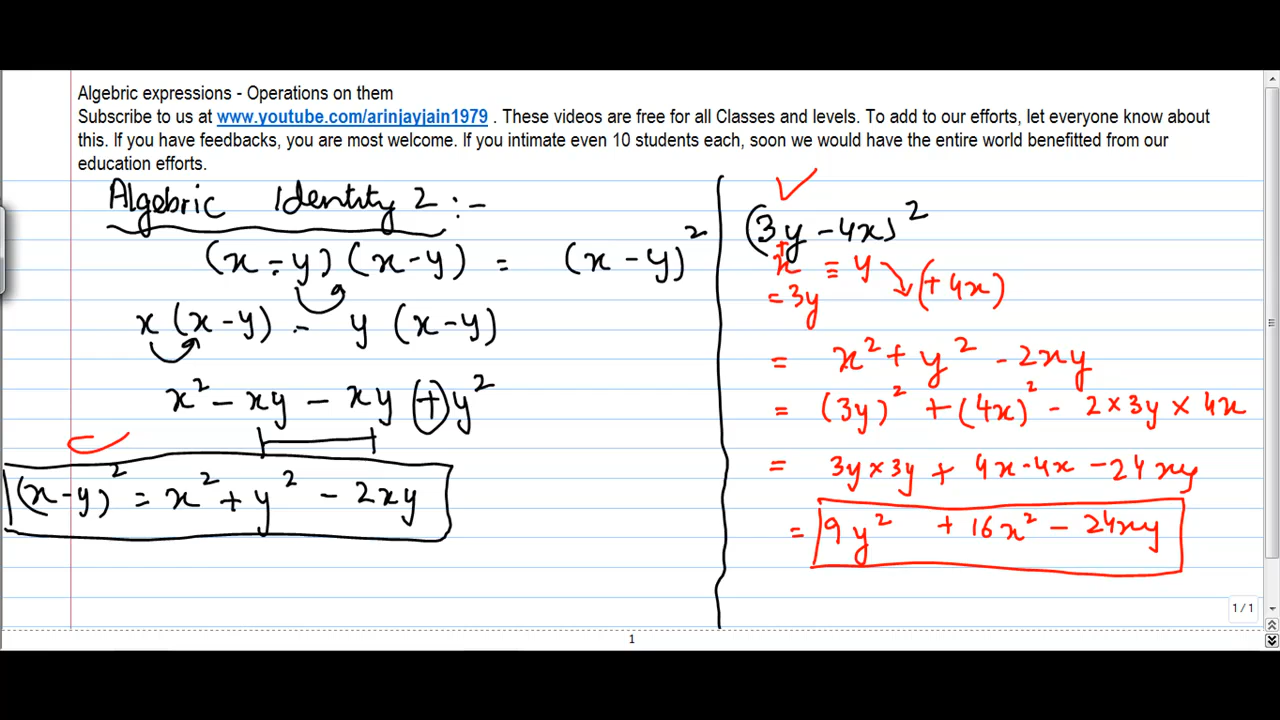 Algebric expressions - Operations on them
Subscribe to us at www.youtube.com/arinjayjain1979 . These videos are free for all Classes and levels. To add to our efforts, let everyone know about
this. If you have feedbacks, you are most welcome. If you intimate even 10 students each, soon we would have the entire world benefitted from our
education efforts.
Algebric Identity 2 :-
(x - y) (x - y) = (x - y)²
x (x - y) - y (x - y)
x² - xy - xy (+) y²
(x - y)² = x² + y² - 2xy
(3y - 4x)²
x = y (+ 4x)
= 3y
= x² + y² - 2xy
= (3y)² + (4x)² - 2 × 3y × 4x
= 3y × 3y + 4x · 4x - 24xy
= 9y² + 16x² - 24xy
1 / 1
1